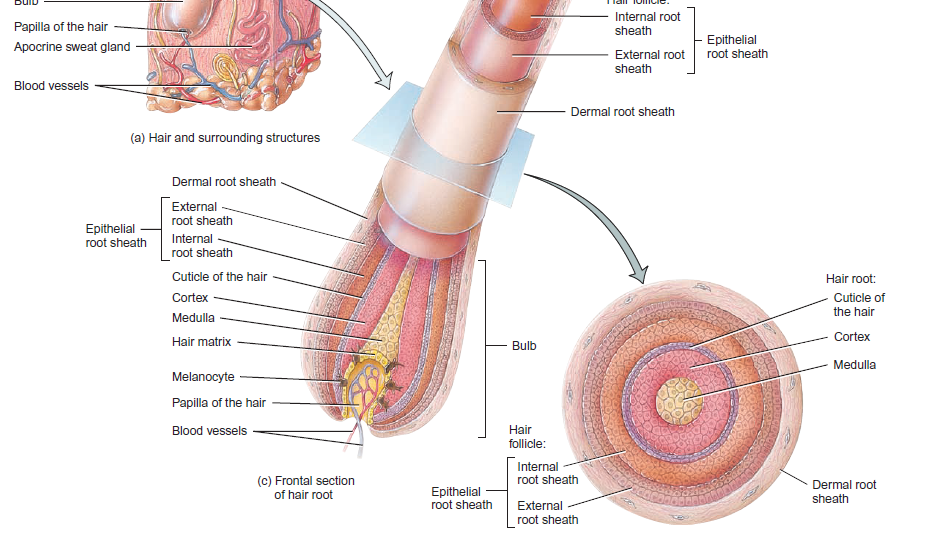 Bulb
Papilla of the hair
Apocrine sweat gland
Blood vessels
(a) Hair and surrounding structures
Hair follicle:
Internal root
sheath
External root
sheath
Epithelial
root sheath
Dermal root sheath
Dermal root sheath
External
root sheath
Epithelial
root sheath
Internal
root sheath
Cuticle of the hair
Cortex
Medulla
Hair matrix
Melanocyte
Papilla of the hair
Blood vessels
Bulb
(c) Frontal section
of hair root
Hair root:
Cuticle of
the hair
Cortex
Medulla
Hair
follicle:
Internal
root sheath
Epithelial
root sheath
External
root sheath
Dermal root
sheath